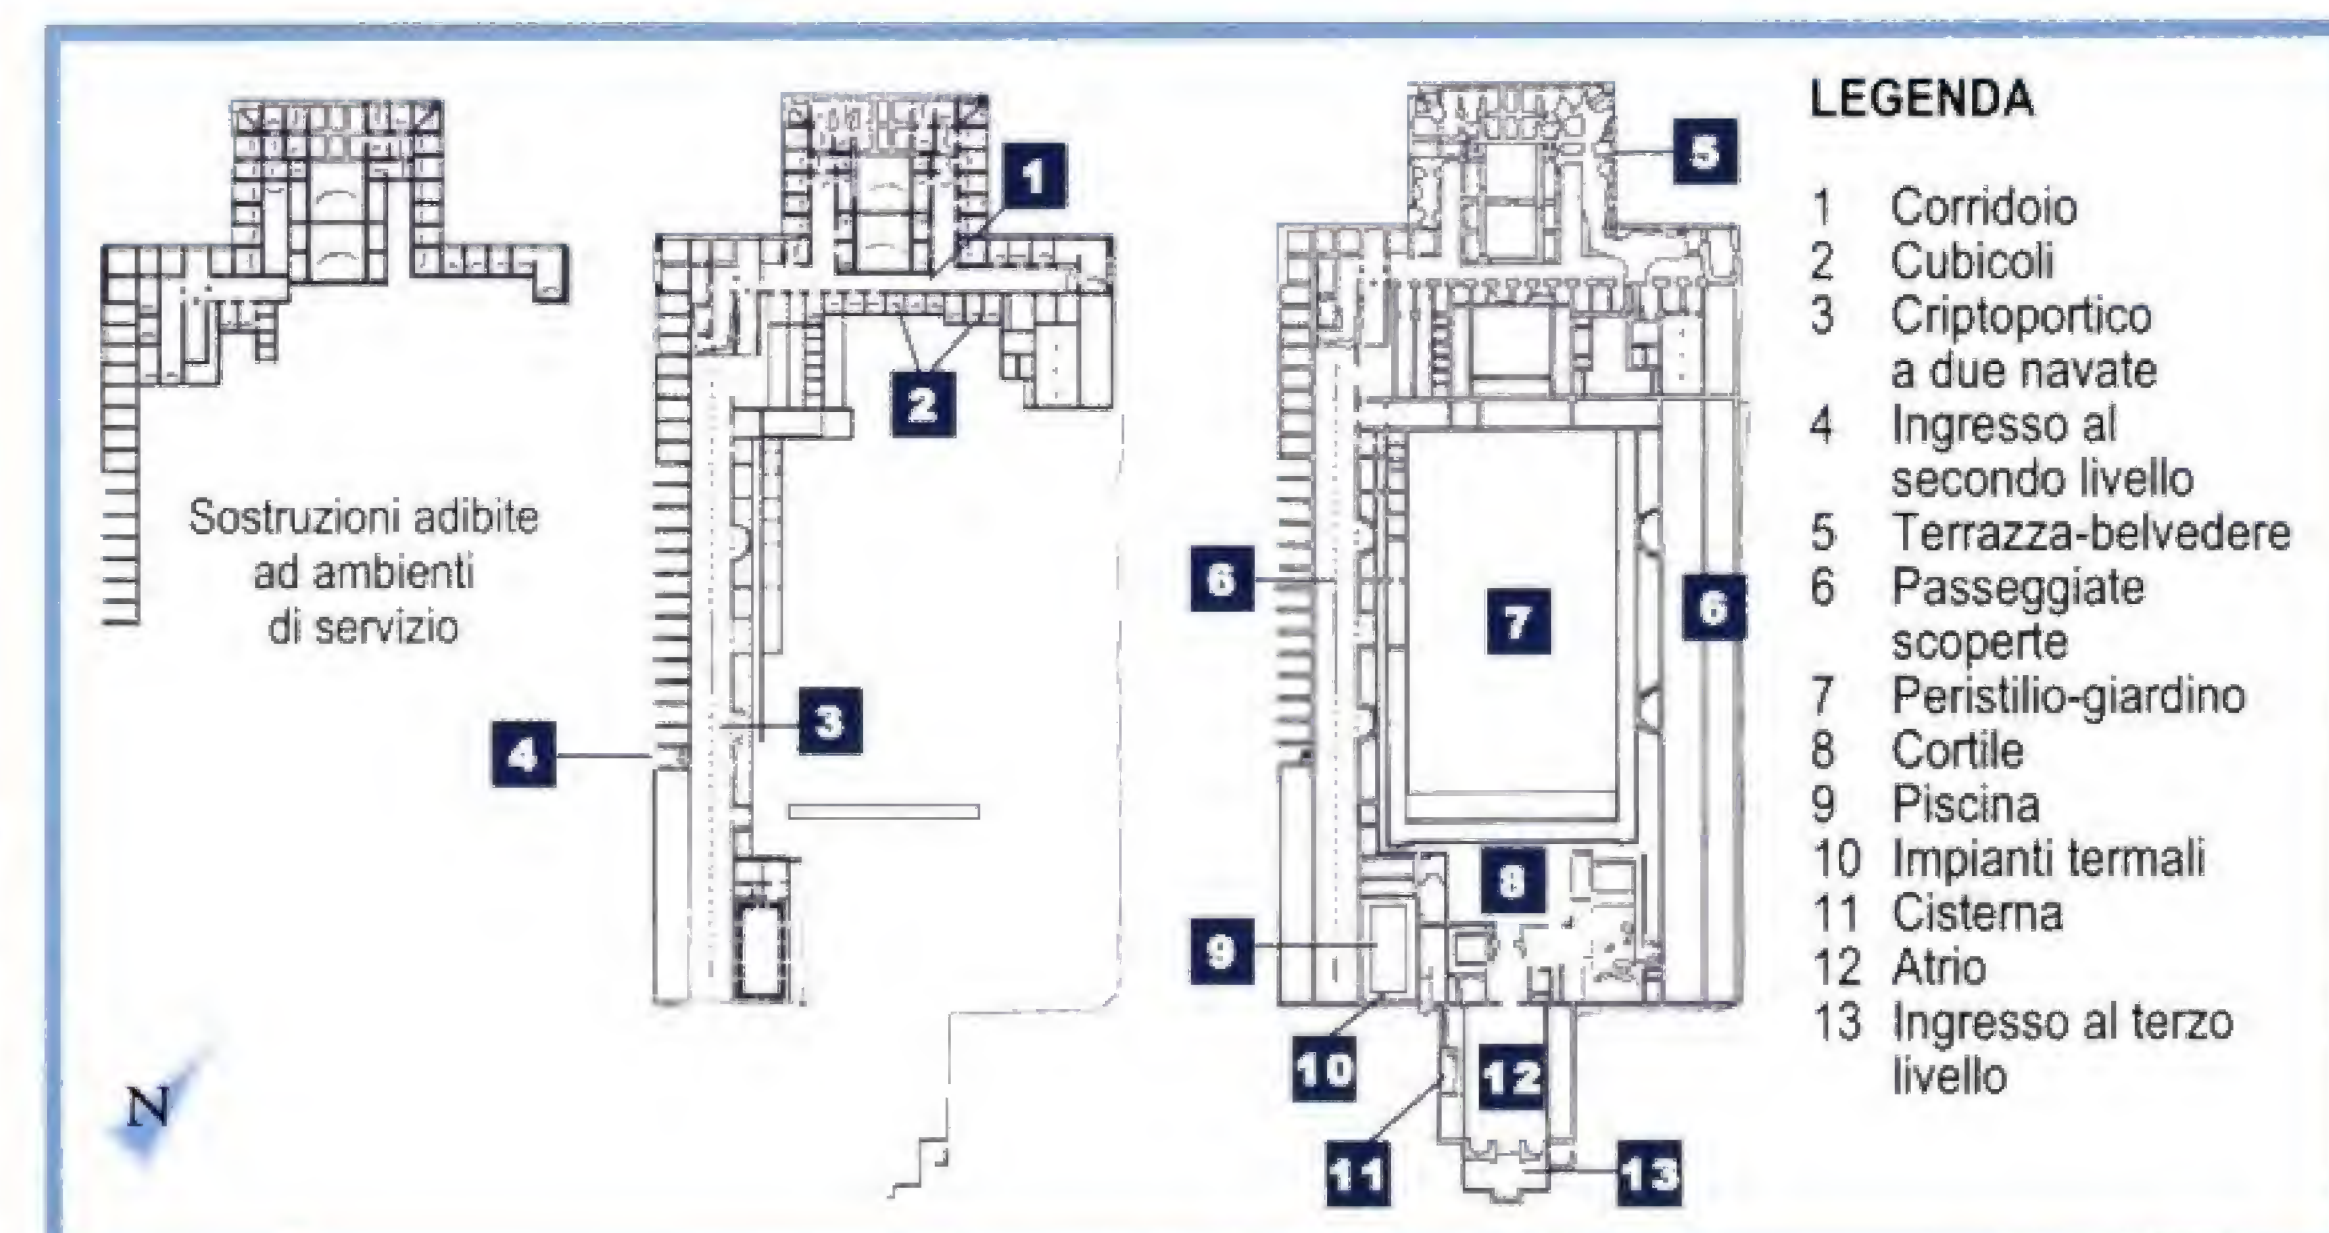 1
5
2
Sostruzioni adibite
ad ambienti
di servizio
6
7
6
3
4
8
9
10
12
11
13
N
LEGENDA
1 Corridoio
2 Cubicoli
3 Criptoportico
a due navate
4 Ingresso al
secondo livello
5 Terrazza-belvedere
6 Passeggiate
scoperte
7 Peristilio-giardino
8 Cortile
9 Piscina
10 Impianti termali
11 Cisterna
12 Atrio
13 Ingresso al terzo
livello